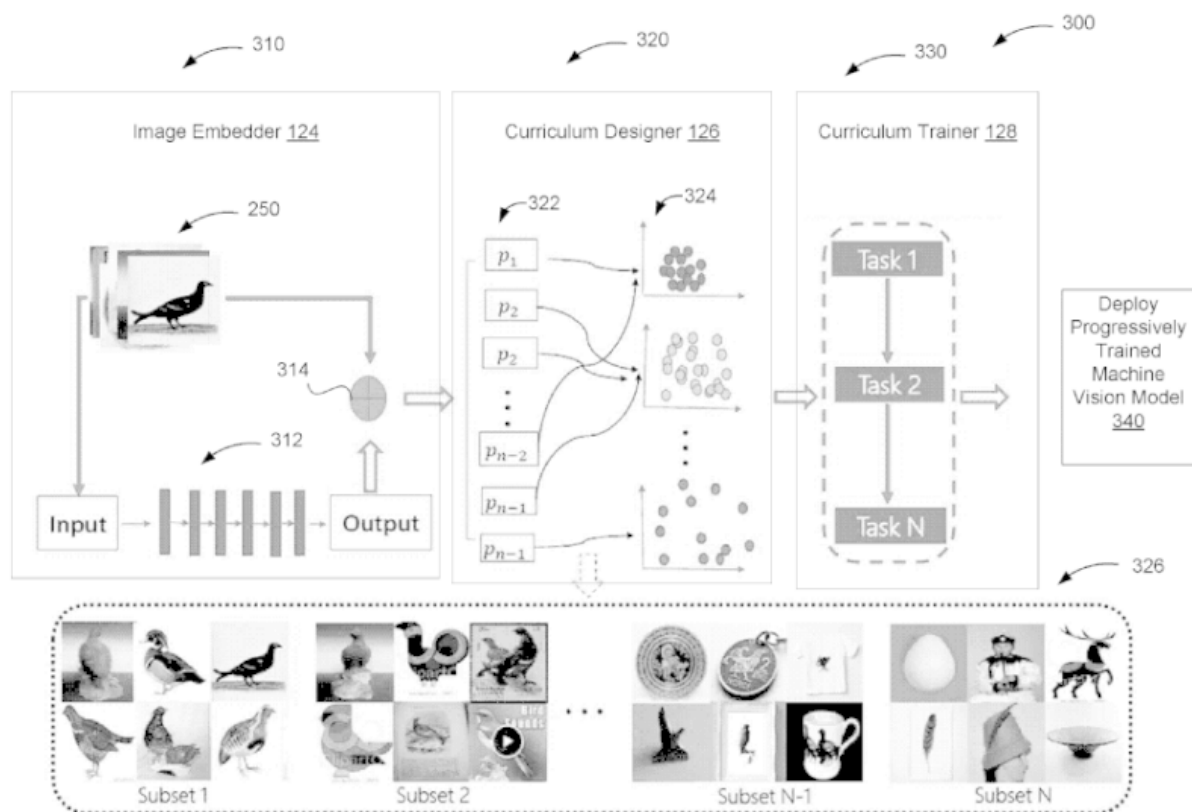 300
310
320
330
Image Embedder 124
Curriculum Designer 126
Curriculum Trainer 128
250
322
324
p1
p2
p2
pn−2
pn−1
pn−1
314
312
Input
Output
Task 1
Task 2
Task N
Deploy
Progressively
Trained
Machine
Vision Model
340
326
Subset 1
Subset 2
Subset N-1
Subset N